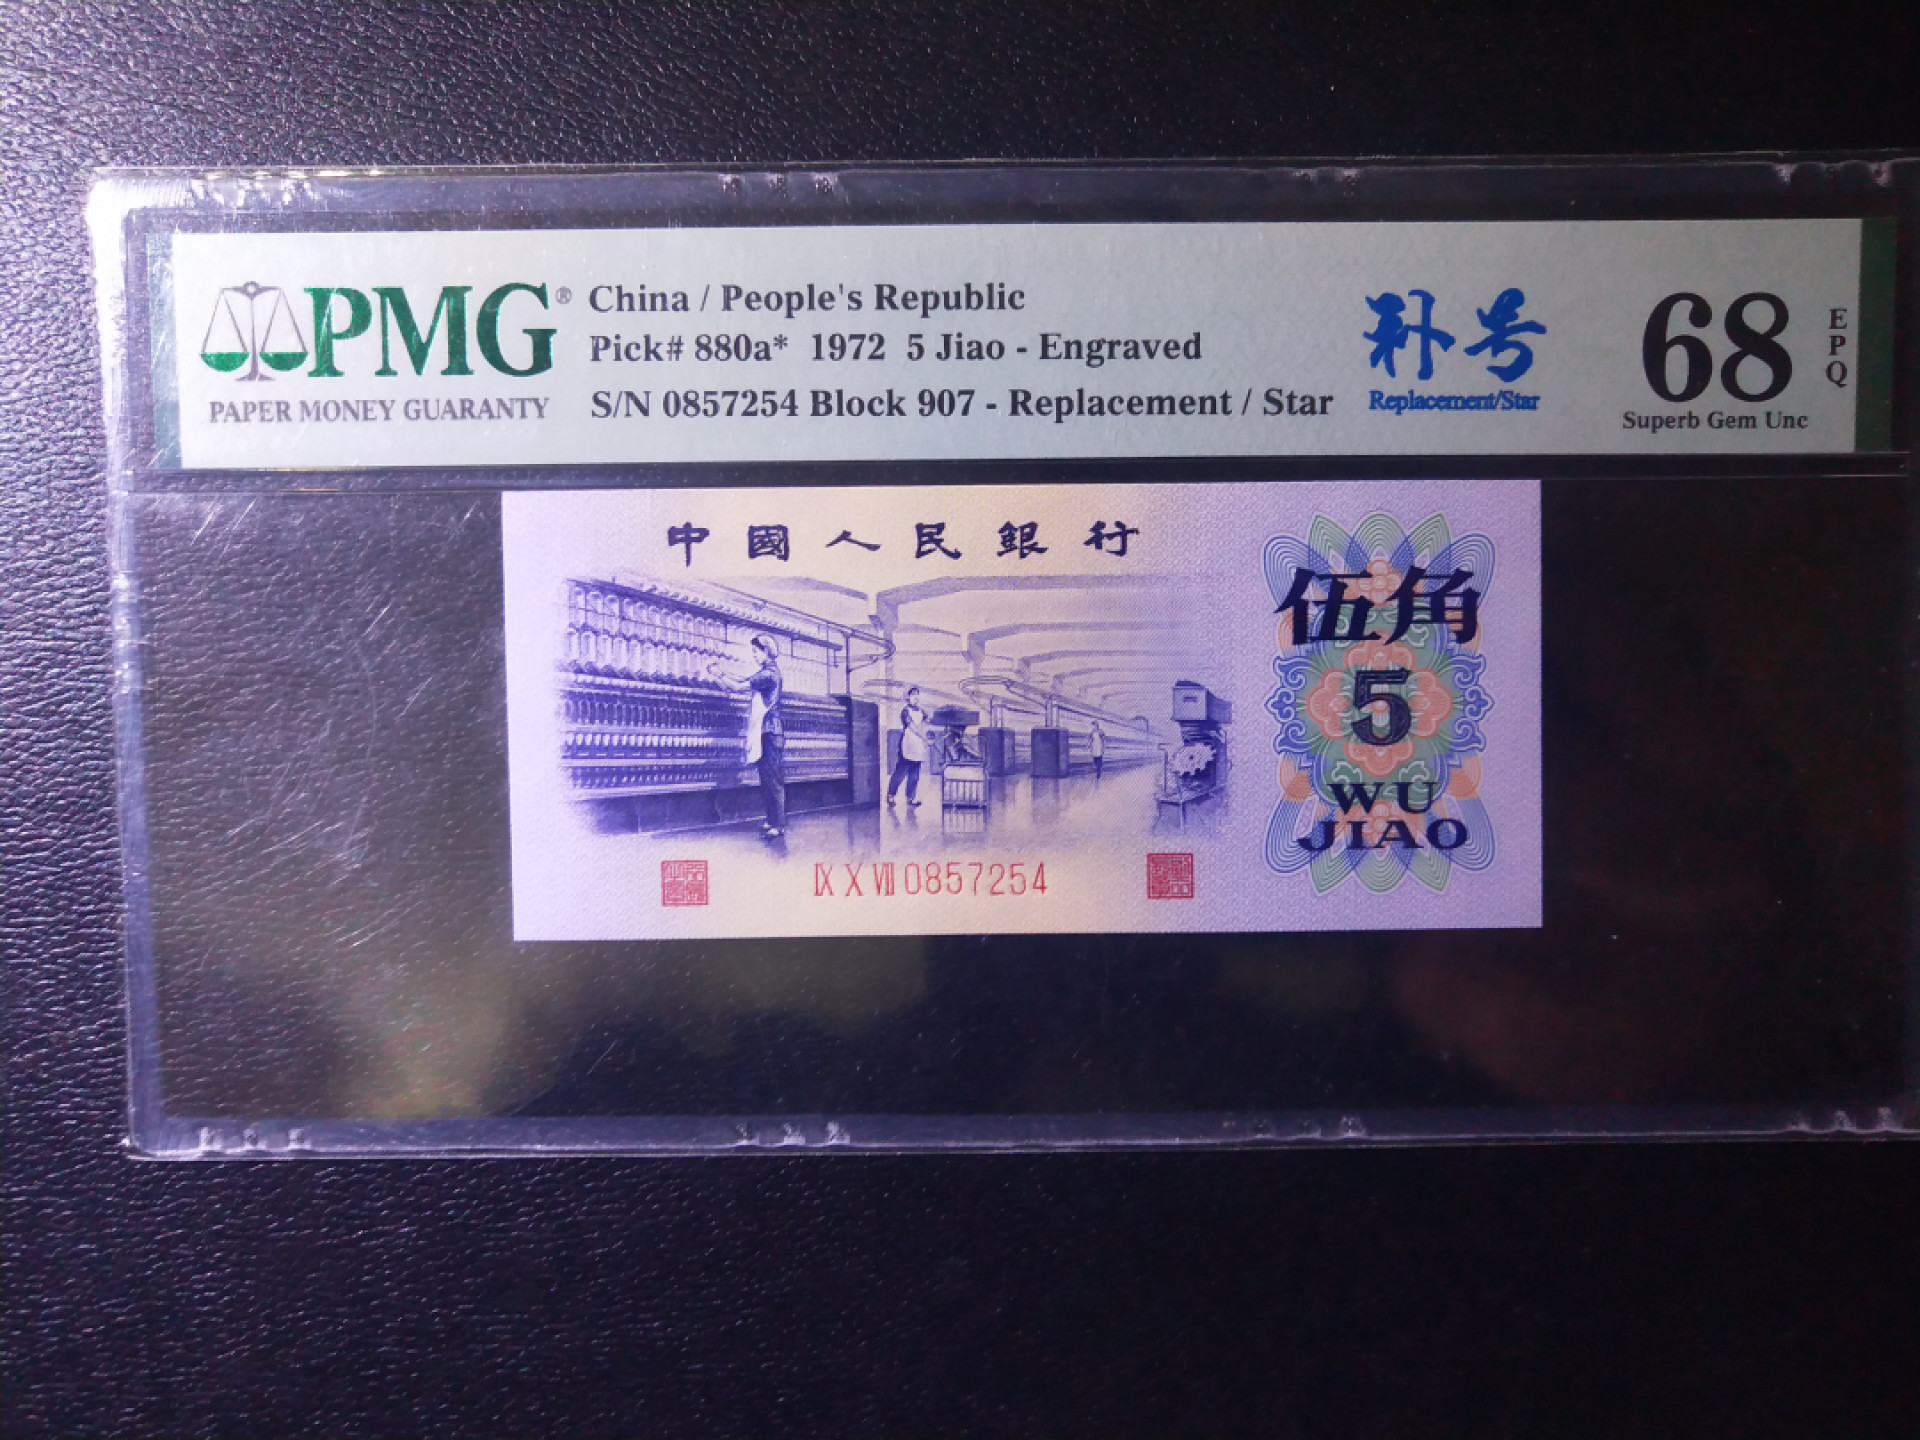 PMG®
PAPER MONEY GUARANTY
China / People's Republic
Pick# 880a* 1972 5 Jiao - Engraved
S/N 0857254 Block 907 - Replacement / Star
补号
Replacement/Star
68
EPQ
Superb Gem Unc
中國人民銀行
伍角
5
WU
JIAO
ⅨⅩⅦ0857254